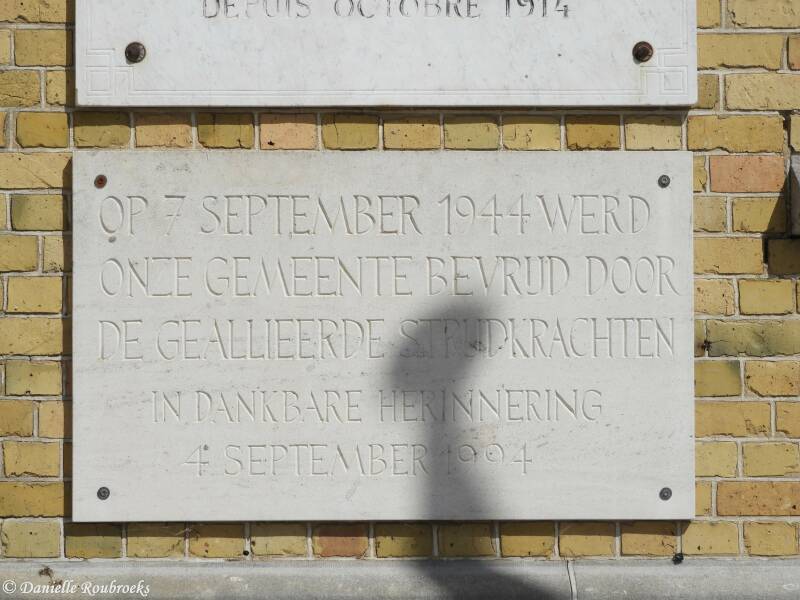 DEPUIS OCTOBRE 1914
OP 7 SEPTEMBER 1944 WERD
ONZE GEMEENTE BEVRIJD DOOR
DE GEALLIEERDE STRIJDKRACHTEN
IN DANKBARE HERINNERING
4 SEPTEMBER 1994
© Danielle Roubroeks